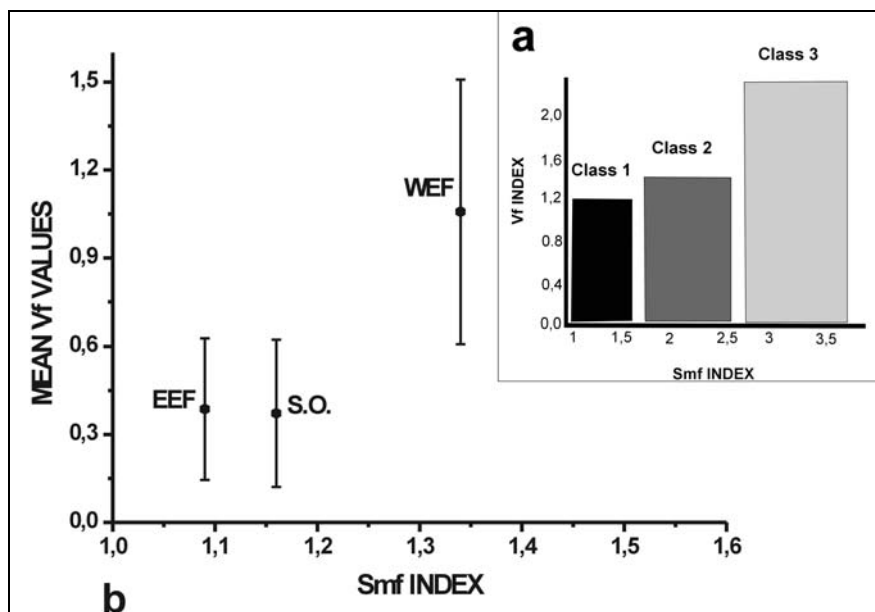 a
Class 3
Class 2
Class 1
Vf INDEX
2,0
1,6
1,2
0,8
0,4
0,0
1 1,5 2 2,5 3 3,5
Smf INDEX
MEAN Vf VALUES
1,5
1,2
0,9
0,6
0,3
0,0
WEF
EEF
S.O.
1,0 1,1 1,2 1,3 1,4 1,5 1,6
Smf INDEX
b